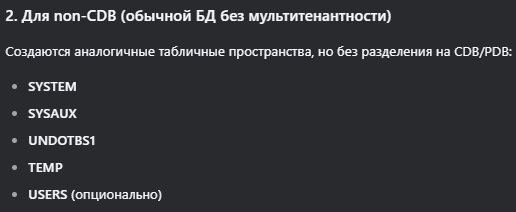 2. Для non-CDB (обычной БД без мультитенантности)
Создаются аналогичные табличные пространства, но без разделения на CDB/PDB:
• SYSTEM
• SYSAUX
• UNDOTBS1
• TEMP
• USERS (опционально)